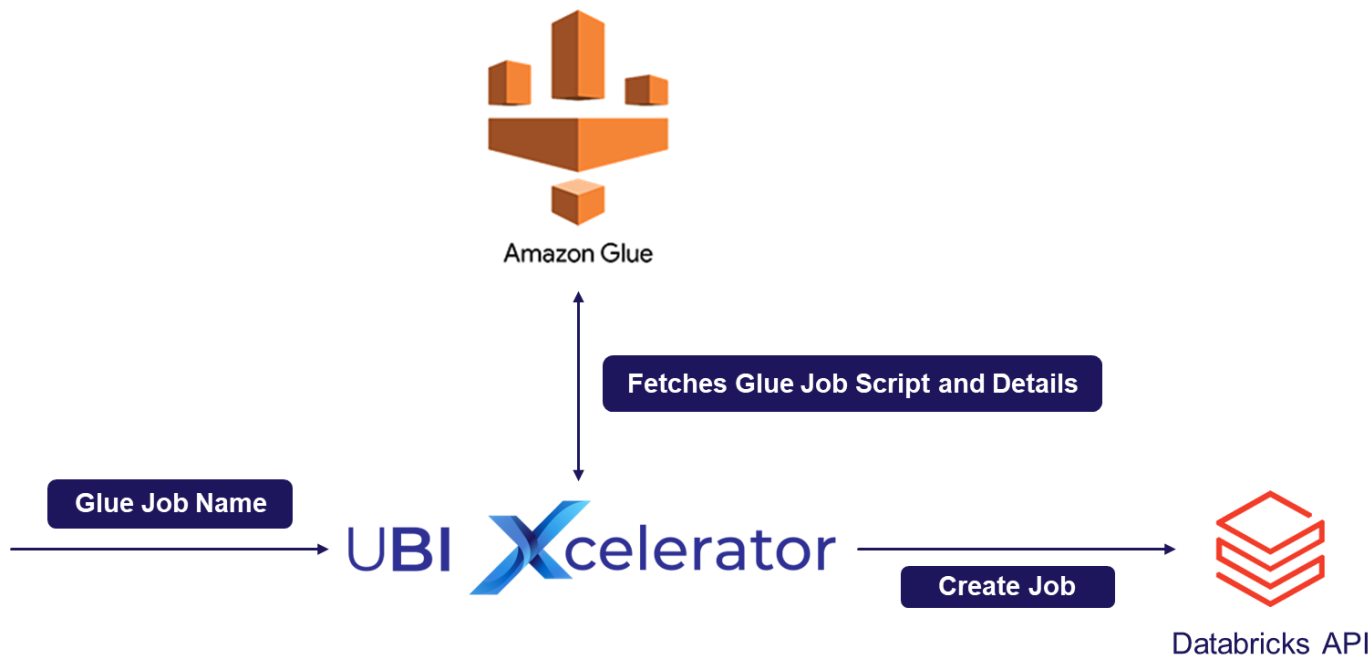 Amazon Glue
Fetches Glue Job Script and Details
Glue Job Name
UBI Xcelerator
Create Job
Databricks API